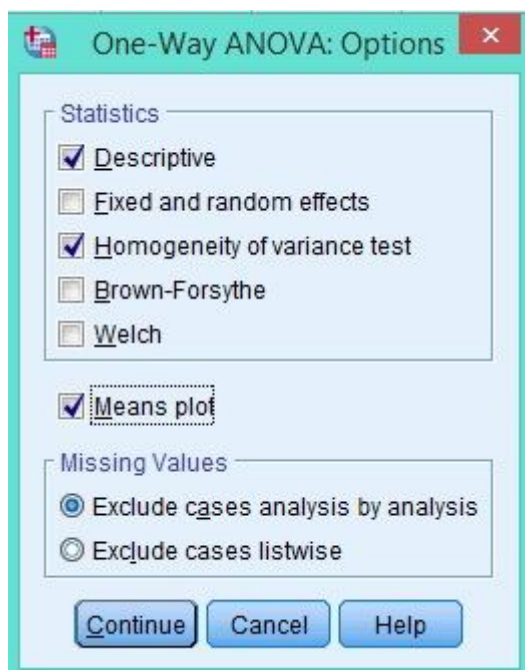 One-Way ANOVA: Options
Statistics
Descriptive
Fixed and random effects
Homogeneity of variance test
Brown-Forsythe
Welch
Means plot
Missing Values
Exclude cases analysis by analysis
Exclude cases listwise
Continue Cancel Help